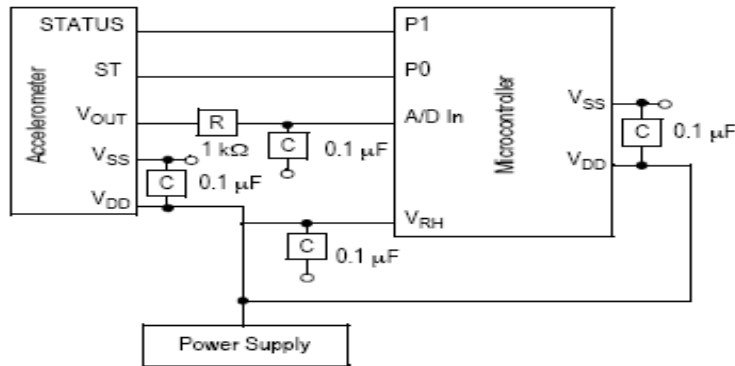 STATUS
P1
ST
P0
Accelerometer
Microcontroller
VOUT
R
A/D In
VSS
1 kΩ
C
0.1 µF
C
0.1 µF
VSS
C
0.1 µF
VDD
VDD
VRH
C
0.1 µF
Power Supply